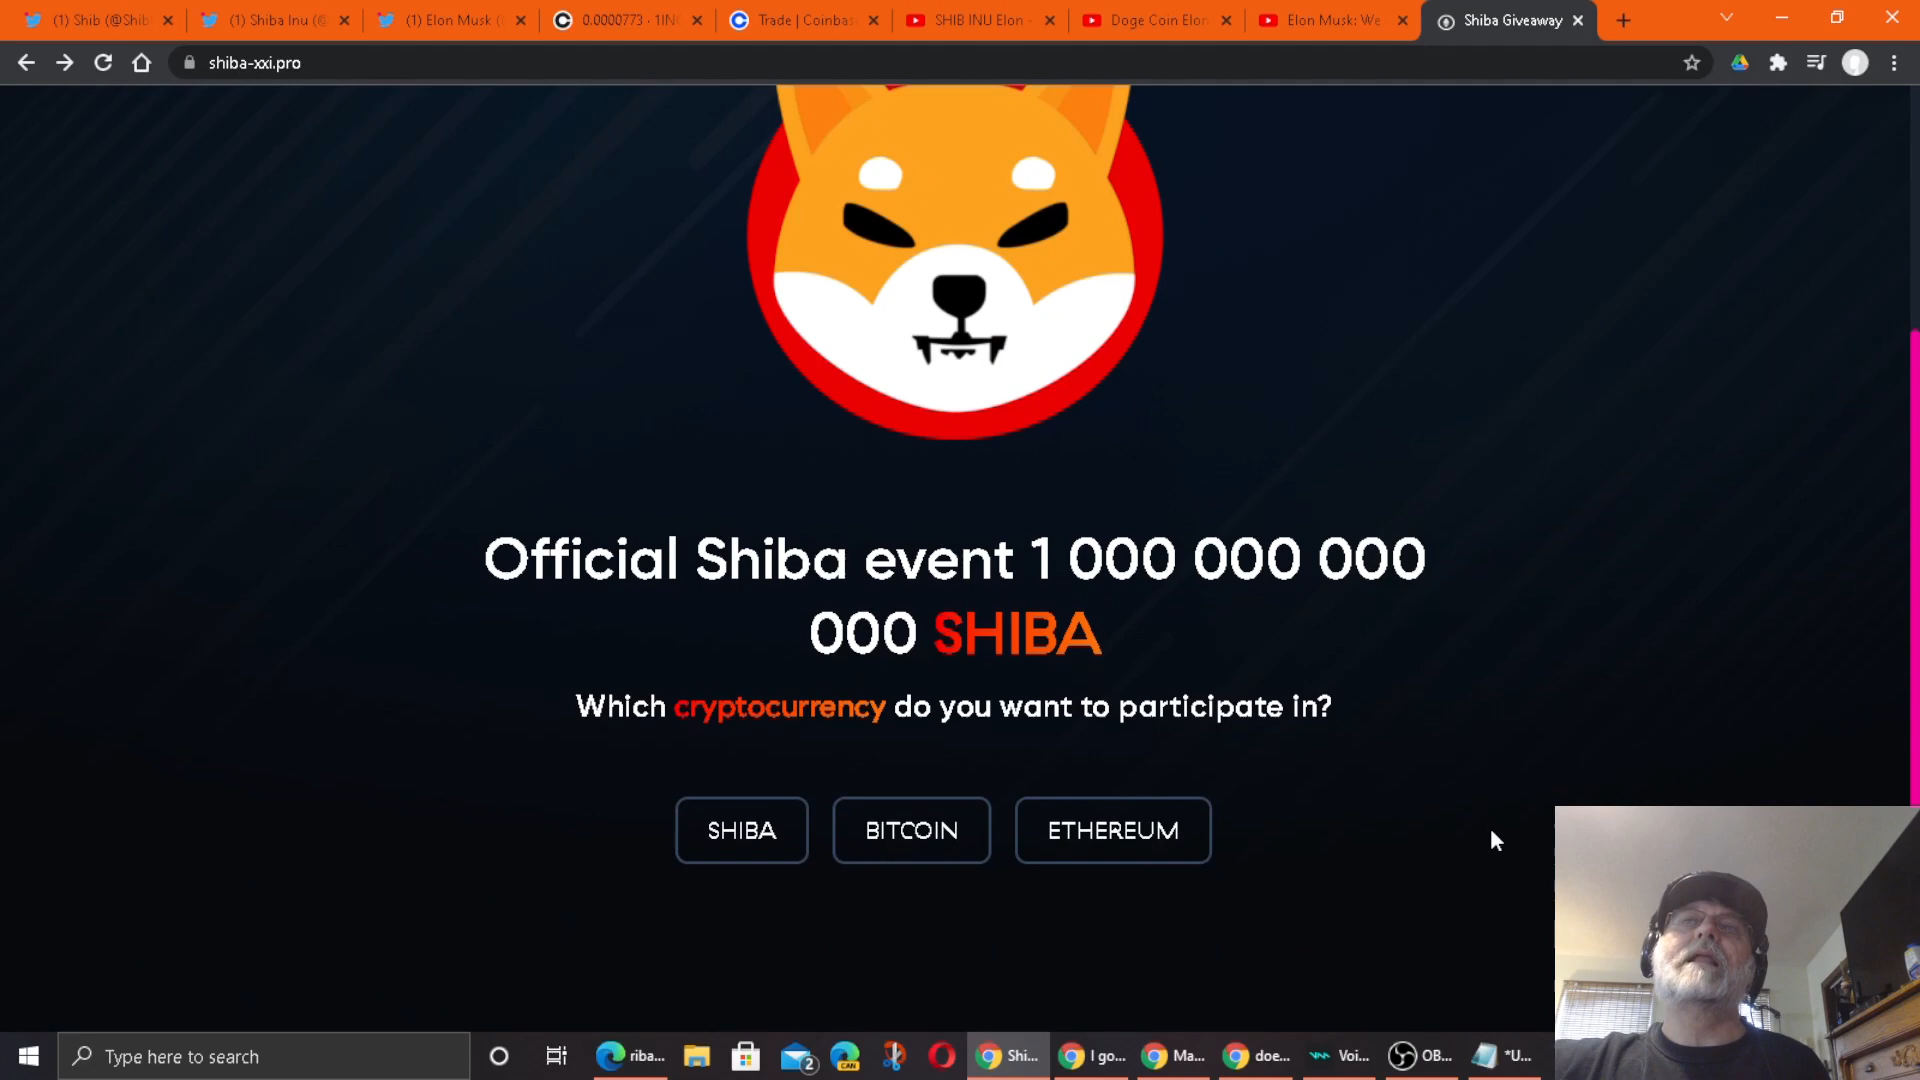 (1) Shib (@Shib
(1) Shiba Inu (@
(1) Elon Musk (
0.0000773 · 1IN
Trade | Coinbas
SHIB INU Elon -
Doge Coin Elon
Elon Musk: We
Shiba Giveaway
shiba-xxi.pro
Official Shiba event 1 000 000 000
000 SHIBA
Which cryptocurrency do you want to participate in?
SHIBA
BITCOIN
ETHEREUM
Type here to search
riba...
2
CAN
Shi...
I go...
Ma...
doe...
Voi...
OB...
*U...